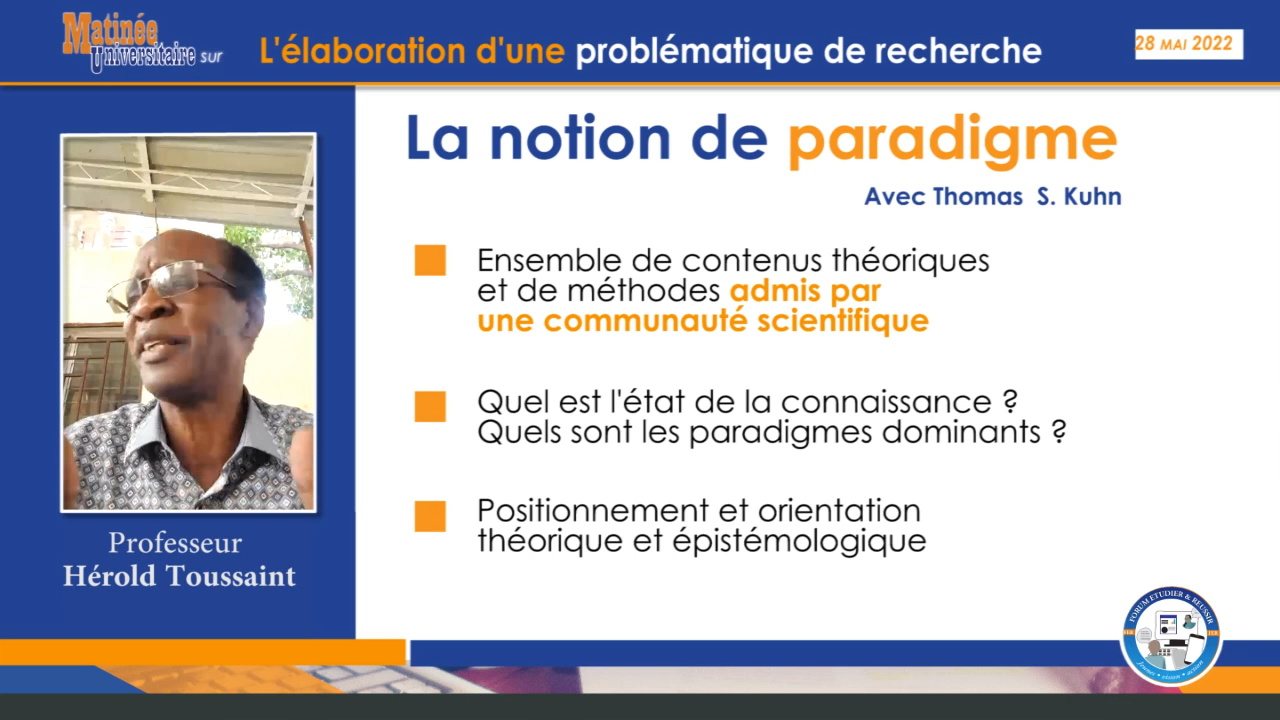 Matinée
Universitaire sur
L'élaboration d'une problématique de recherche
28 MAI 2022
La notion de paradigme
Avec Thomas S. Kuhn
Ensemble de contenus théoriques
et de méthodes admis par
une communauté scientifique
Quel est l'état de la connaissance ?
Quels sont les paradigmes dominants ?
Positionnement et orientation
théorique et épistémologique
Professeur
Hérold Toussaint
FORUM ETUDIER & REUSSIR